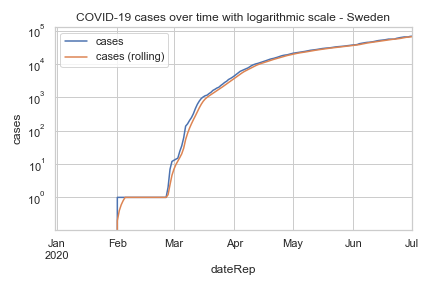 COVID-19 cases over time with logarithmic scale - Sweden
cases
cases (rolling)
10^5
10^4
10^3
10^2
10^1
10^0
cases
Jan Feb Mar Apr May Jun Jul
2020
dateRep